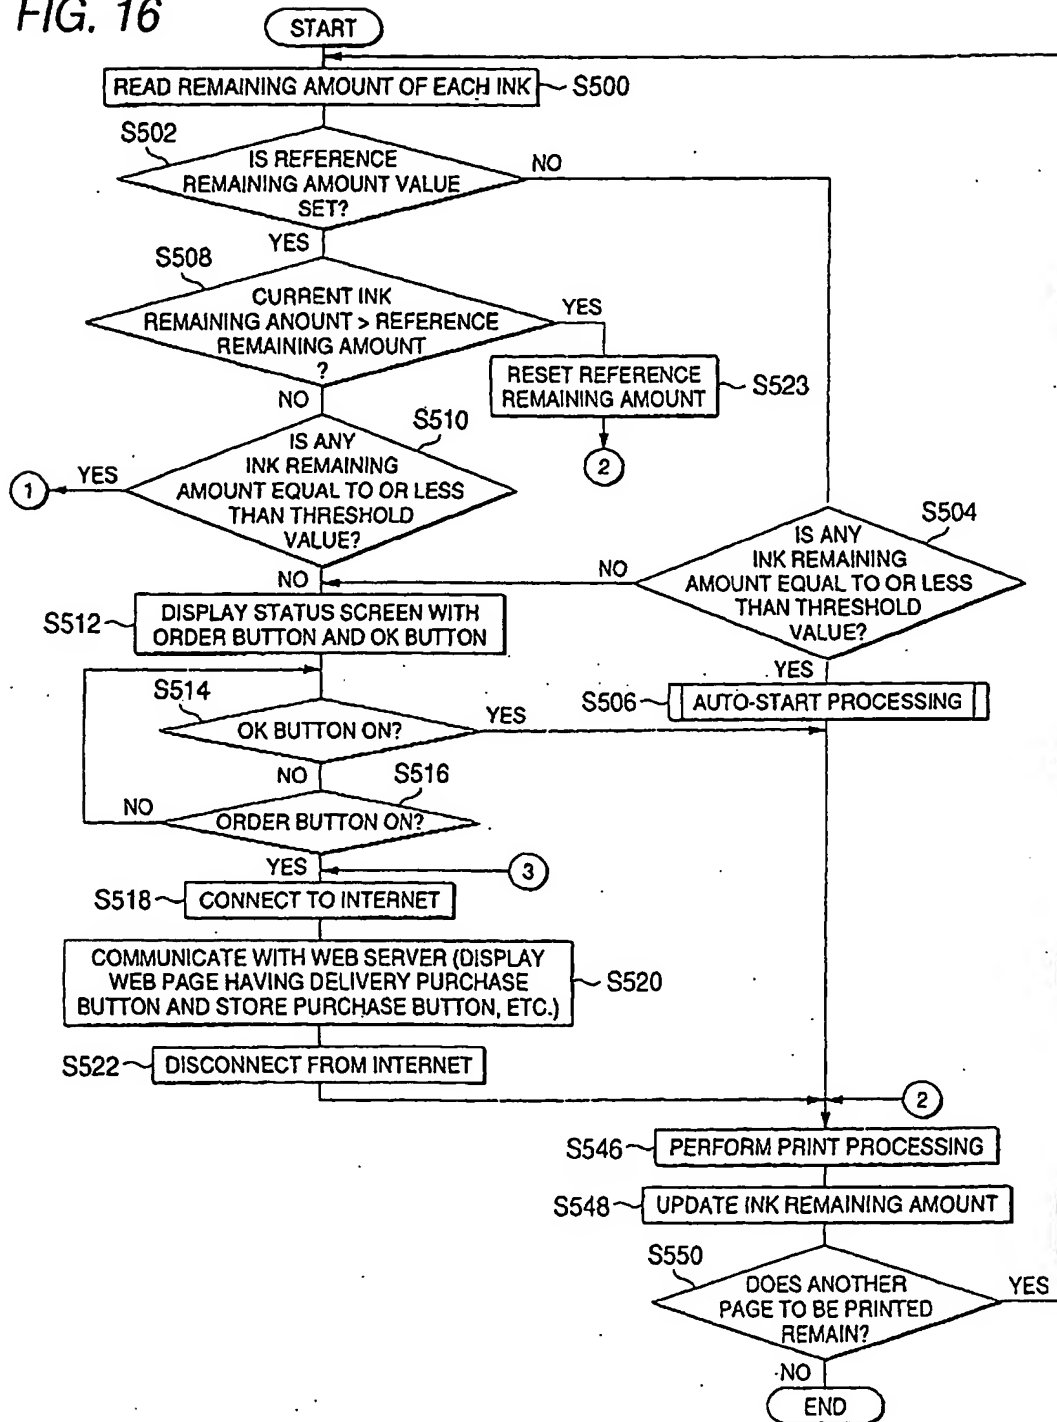 FIG. 16
START
READ REMAINING AMOUNT OF EACH INK
S500
S502
IS REFERENCE
REMAINING AMOUNT VALUE
SET?
NO
YES
S508
CURRENT INK
REMAINING ANOUNT > REFERENCE
REMAINING AMOUNT
?
YES
RESET REFERENCE
REMAINING AMOUNT
S523
2
NO
S510
IS ANY
INK REMAINING
AMOUNT EQUAL TO OR LESS
THAN THRESHOLD
VALUE?
YES
1
NO
S504
IS ANY
INK REMAINING
AMOUNT EQUAL TO OR LESS
THAN THRESHOLD
VALUE?
NO
YES
S506
AUTO-START PROCESSING
S512
DISPLAY STATUS SCREEN WITH
ORDER BUTTON AND OK BUTTON
S514
OK BUTTON ON?
YES
NO
S516
ORDER BUTTON ON?
NO
YES
3
S518
CONNECT TO INTERNET
COMMUNICATE WITH WEB SERVER (DISPLAY
WEB PAGE HAVING DELIVERY PURCHASE
BUTTON AND STORE PURCHASE BUTTON, ETC.)
S520
S522
DISCONNECT FROM INTERNET
2
S546
PERFORM PRINT PROCESSING
S548
UPDATE INK REMAINING AMOUNT
S550
DOES ANOTHER
PAGE TO BE PRINTED
REMAIN?
YES
NO
END